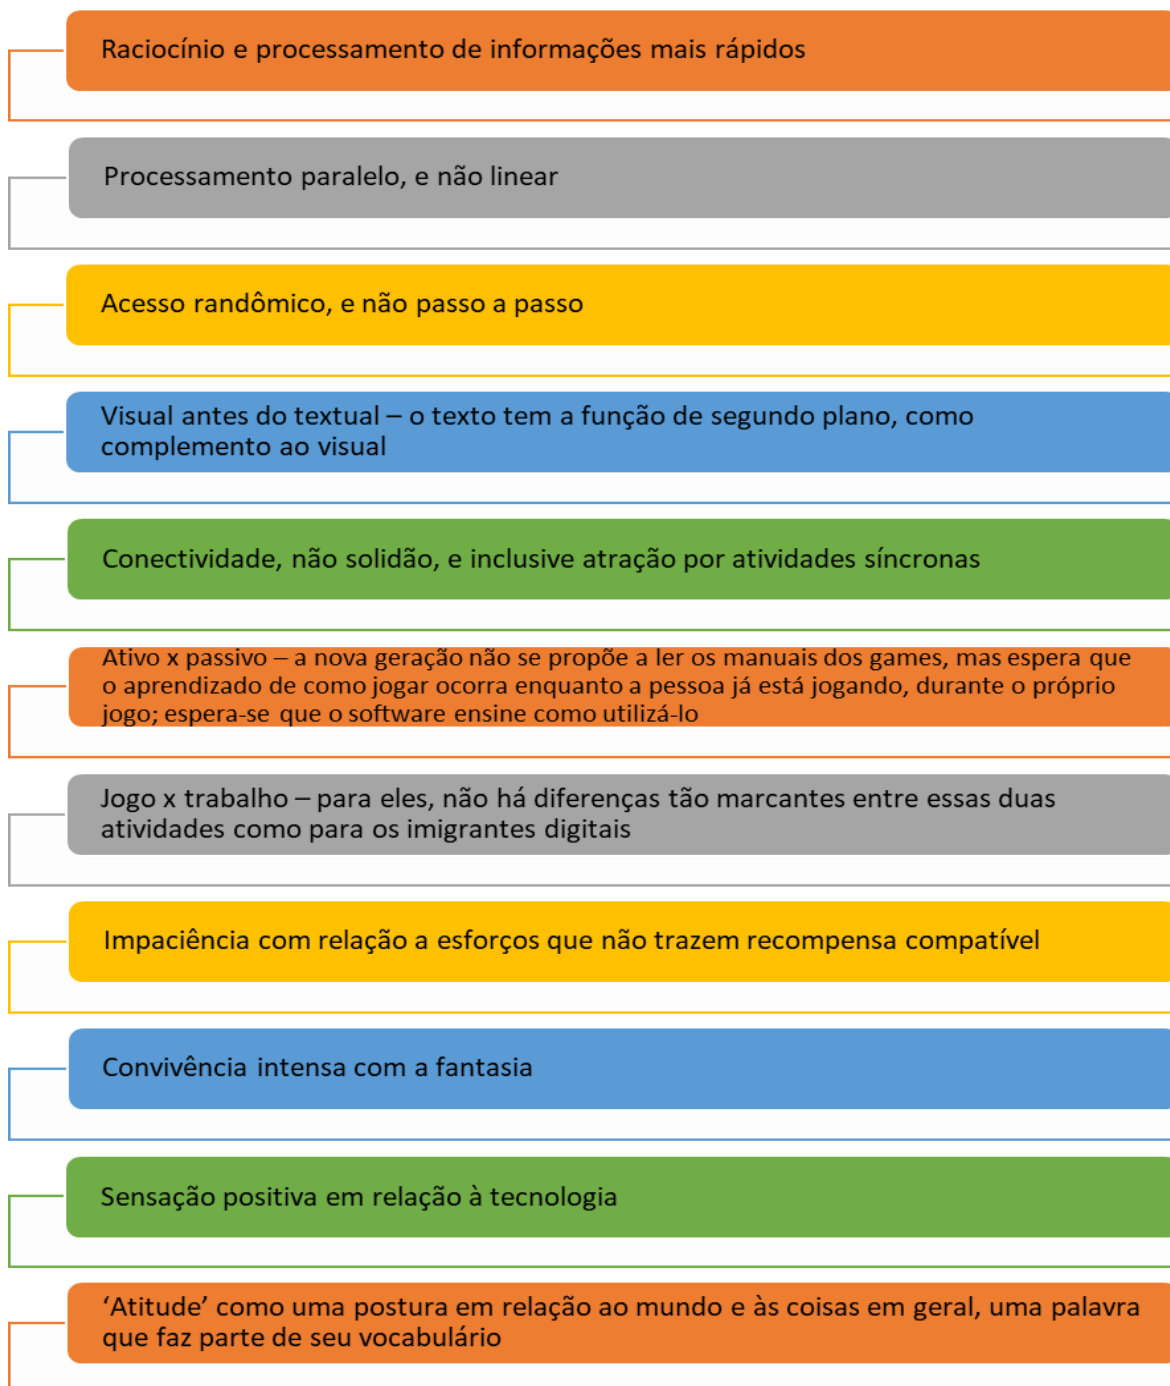 Raciocínio e processamento de informações mais rápidos
Processamento paralelo, e não linear
Acesso randômico, e não passo a passo
Visual antes do textual – o texto tem a função de segundo plano, como
complemento ao visual
Conectividade, não solidão, e inclusive atração por atividades síncronas
Ativo x passivo – a nova geração não se propõe a ler os manuais dos games, mas espera que
o aprendizado de como jogar ocorra enquanto a pessoa já está jogando, durante o próprio
jogo; espera-se que o software ensine como utilizá-lo
Jogo x trabalho – para eles, não há diferenças tão marcantes entre essas duas
atividades como para os imigrantes digitais
Impaciência com relação a esforços que não trazem recompensa compatível
Convivência intensa com a fantasia
Sensação positiva em relação à tecnologia
‘Atitude’ como uma postura em relação ao mundo e às coisas em geral, uma palavra
que faz parte de seu vocabulário